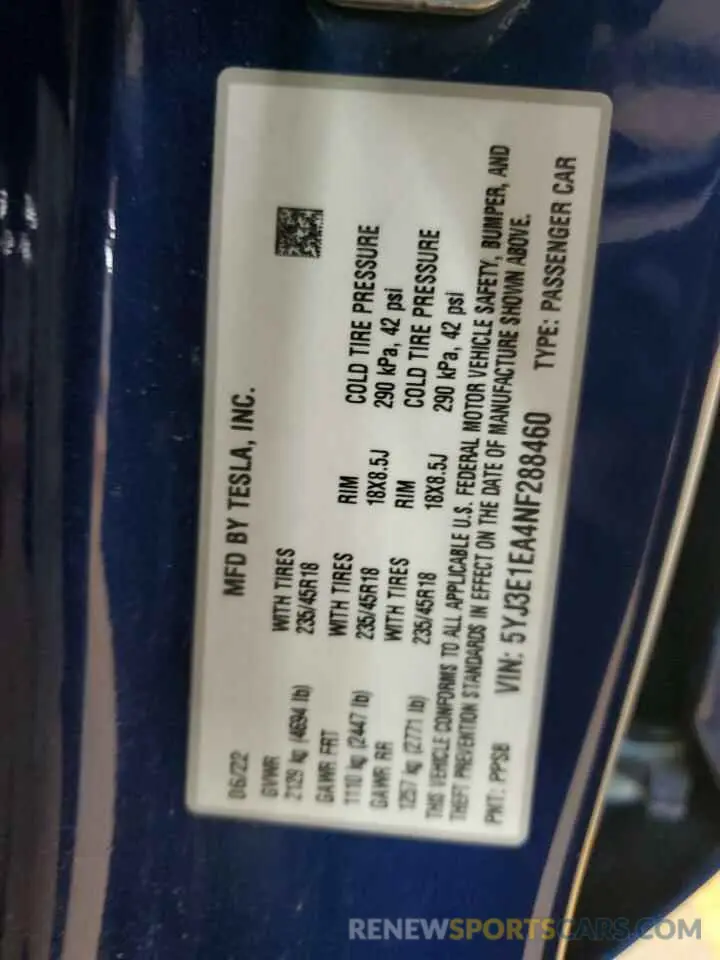 MFD BY TESLA, INC.
06/22
GVWR WITH TIRES RIM COLD TIRE PRESSURE
2129 kg (4694 lb) 235/45R18 18X8.5J 290 kPa, 42 psi
GAWR FRT WITH TIRES RIM COLD TIRE PRESSURE
1110 kg (2447 lb) 235/45R18 18X8.5J 290 kPa, 42 psi
GAWR RR WITH TIRES
1257 kg (2771 lb) 235/45R18
THIS VEHICLE CONFORMS TO ALL APPLICABLE U.S. FEDERAL MOTOR VEHICLE SAFETY, BUMPER, AND
THEFT PREVENTION STANDARDS IN EFFECT ON THE DATE OF MANUFACTURE SHOWN ABOVE.
PNT: PPSB VIN: 5YJ3E1EA4NF288460 TYPE: PASSENGER CAR
RENEWSPORTSCARS.COM